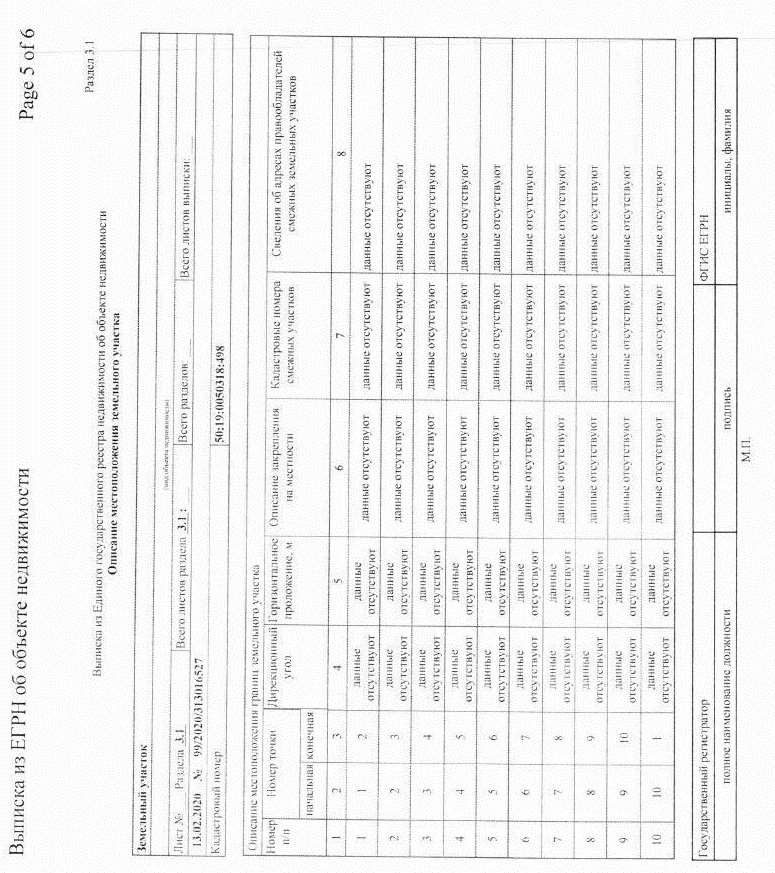 Выписка из ЕГРН об объекте недвижимости Page 5 of 6
Раздел 3.1
Выписка из Единого государственного реестра недвижимости об объекте недвижимости
Описание местоположения земельного участка
Земельный участок
(вид объекта недвижимости)
Лист № Раздела 3.1 Всего листов раздела 3.1 : Всего разделов Всего листов выписки:
13.02.2020 № 99/2020/313016527
Кадастровый номер 50:19:0050318:498
Описание местоположения границ земельного участка
Номер Номер точки Дирекционный Горизонтальное Описание закрепления Кадастровые номера Сведения об адресах правообладателей
п/п начальная конечная угол проложение, м на местности смежных участков смежных земельных участков
1 2 3 4 5 6 7 8
1 1 2 данные отсутствуют данные отсутствуют данные отсутствуют данные отсутствуют данные отсутствуют
2 2 3 данные отсутствуют данные отсутствуют данные отсутствуют данные отсутствуют данные отсутствуют
3 3 4 данные отсутствуют данные отсутствуют данные отсутствуют данные отсутствуют данные отсутствуют
4 4 5 данные отсутствуют данные отсутствуют данные отсутствуют данные отсутствуют данные отсутствуют
5 5 6 данные отсутствуют данные отсутствуют данные отсутствуют данные отсутствуют данные отсутствуют
6 6 7 данные отсутствуют данные отсутствуют данные отсутствуют данные отсутствуют данные отсутствуют
7 7 8 данные отсутствуют данные отсутствуют данные отсутствуют данные отсутствуют данные отсутствуют
8 8 9 данные отсутствуют данные отсутствуют данные отсутствуют данные отсутствуют данные отсутствуют
9 9 10 данные отсутствуют данные отсутствуют данные отсутствуют данные отсутствуют данные отсутствуют
10 10 1 данные отсутствуют данные отсутствуют данные отсутствуют данные отсутствуют данные отсутствуют
Государственный регистратор ФГИС ЕГРН
полное наименование должности подпись инициалы, фамилия
М.П.